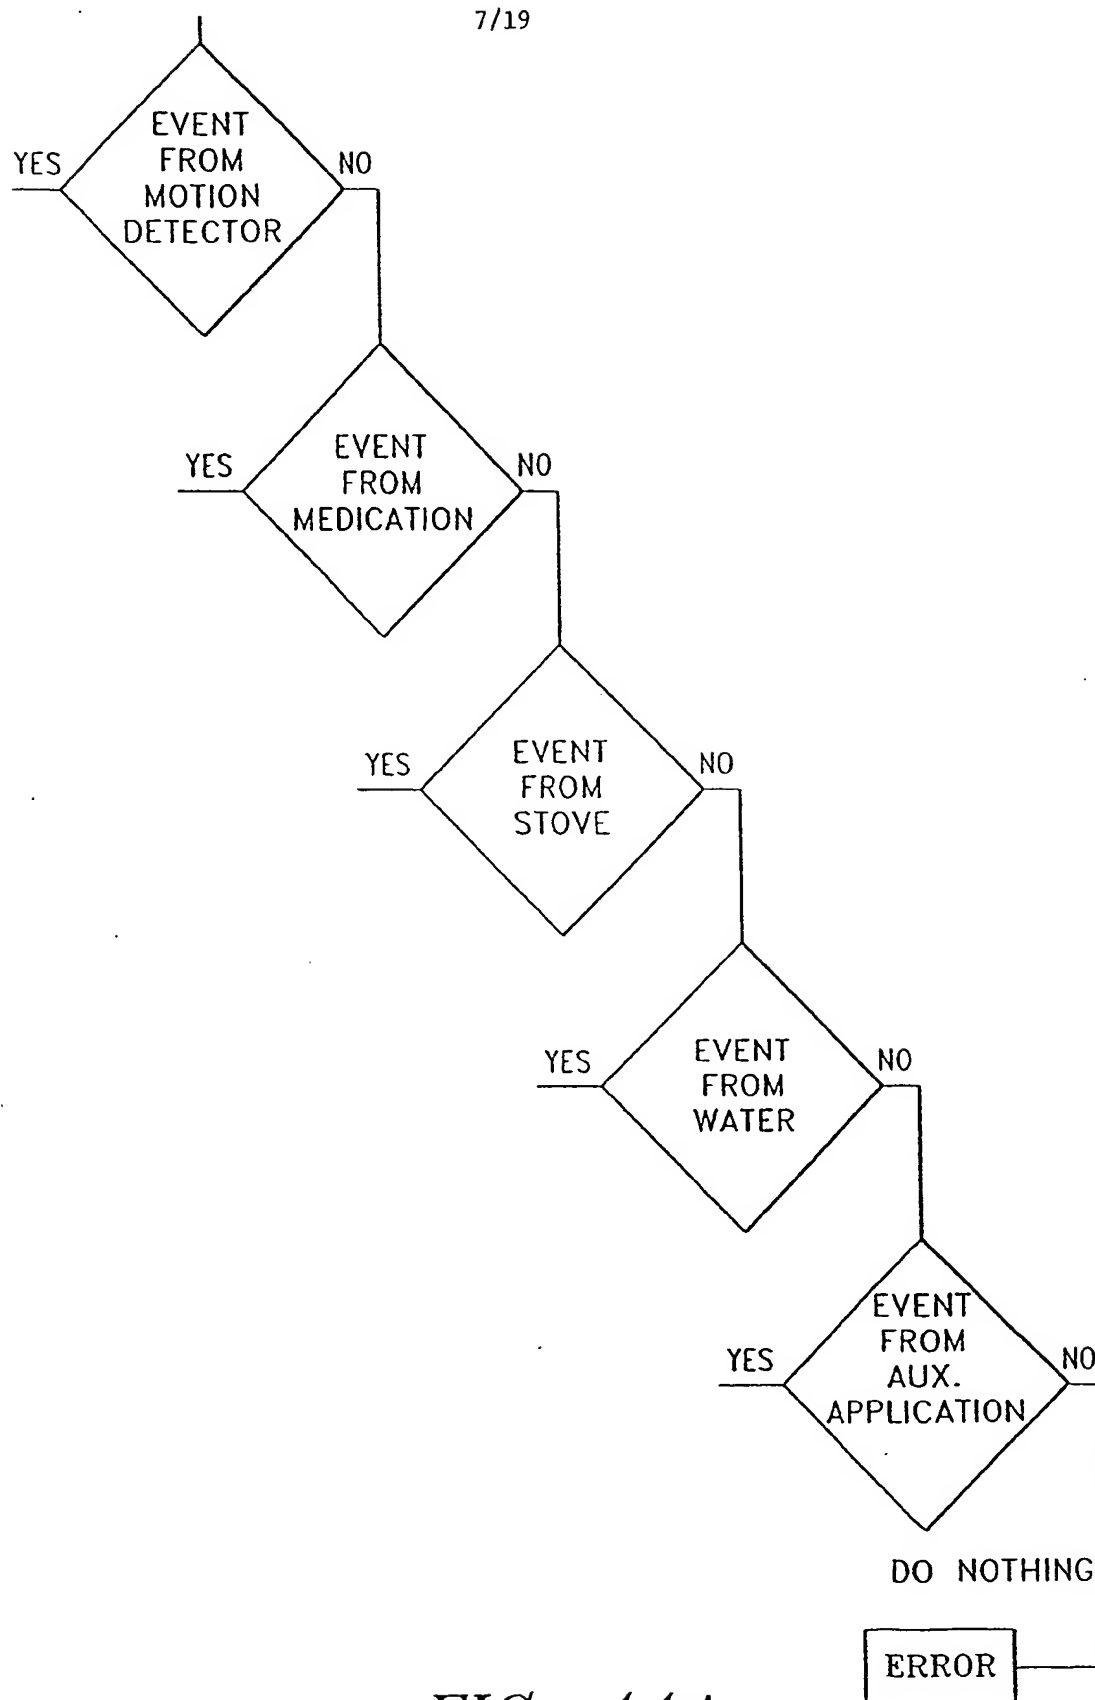 7/19
EVENT
FROM
MOTION
DETECTOR
YES
NO
EVENT
FROM
MEDICATION
YES
NO
EVENT
FROM
STOVE
YES
NO
EVENT
FROM
WATER
YES
NO
EVENT
FROM
AUX.
APPLICATION
YES
NO
DO NOTHING
ERROR